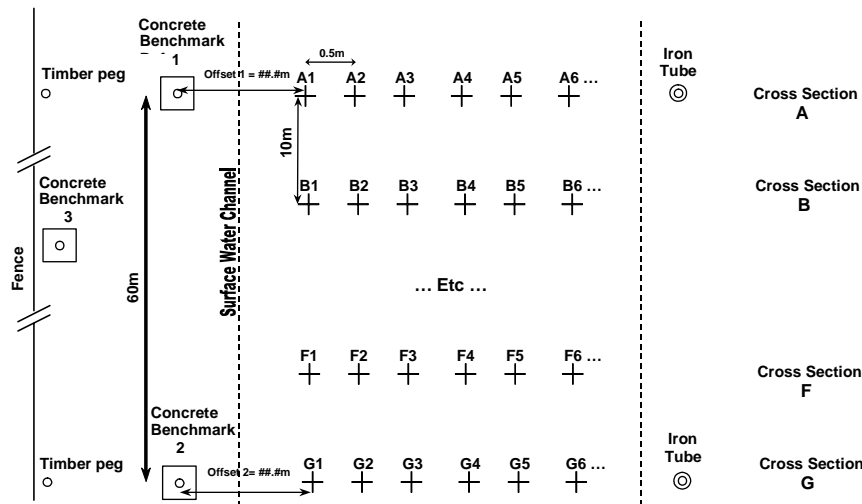 Concrete
Benchmark
1
0.5m
Timber peg
Offset 1 = ##.#m
A1 A2 A3 A4 A5 A6 ...
Iron
Tube
Cross Section
A
10m
Concrete
Benchmark
3
B1 B2 B3 B4 B5 B6 ...
Cross Section
B
Fence
60m
Surface Water Channel
... Etc ...
F1 F2 F3 F4 F5 F6 ...
Cross Section
F
Concrete
Benchmark
2
Timber peg
Offset 2= ##.#m
G1 G2 G3 G4 G5 G6 ...
Iron
Tube
Cross Section
G